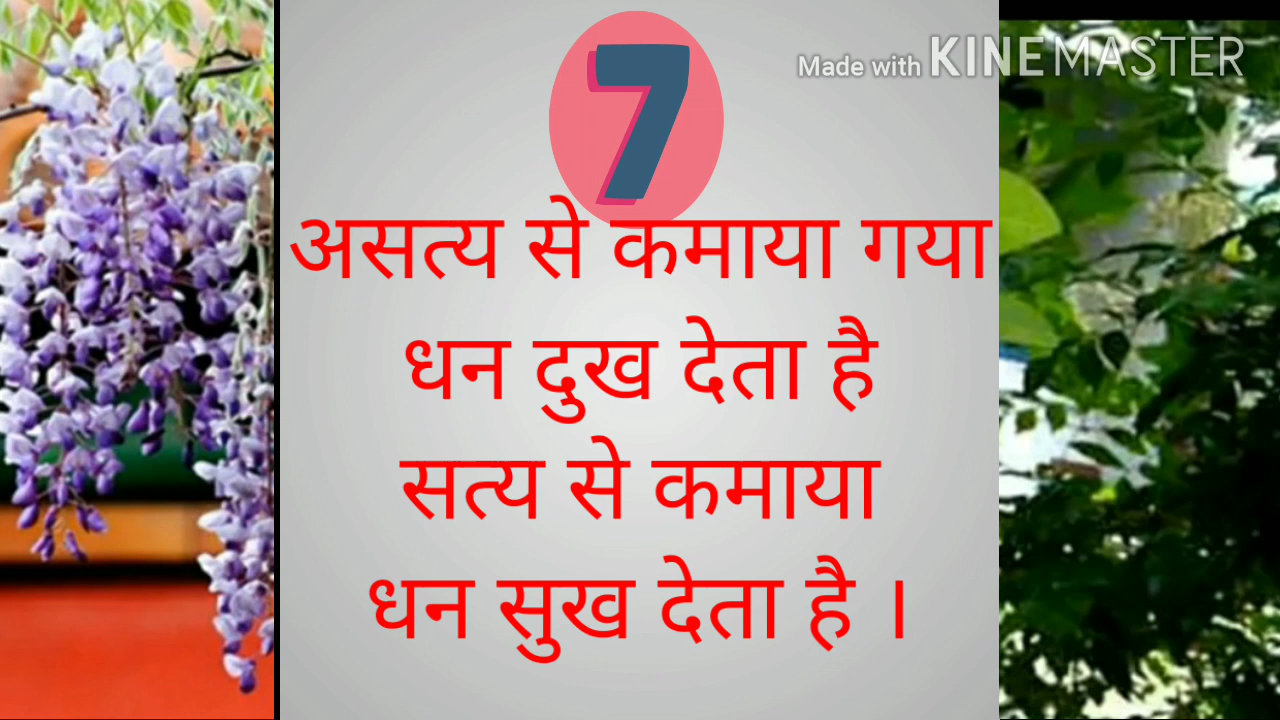 7
Made with KINEMASTER
असत्य से कमाया गया
धन दुख देता है
सत्य से कमाया
धन सुख देता है ।